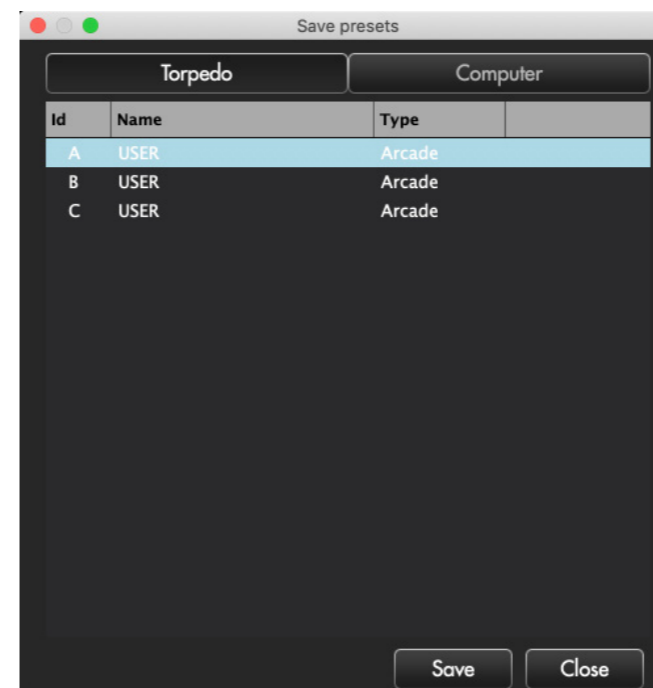 Save presets
Torpedo Computer
Id Name Type
A USER Arcade
B USER Arcade
C USER Arcade
Save Close